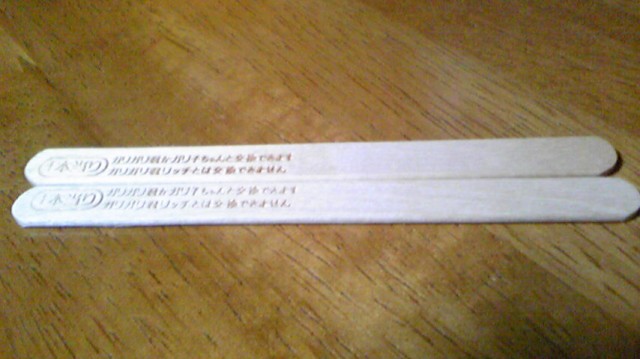 1本当り
ガリガリ君かガリ子ちゃんと交換できます
ガリガリ君リッチとは交換できません
1本当り
ガリガリ君かガリ子ちゃんと交換できます
ガリガリ君リッチとは交換できません